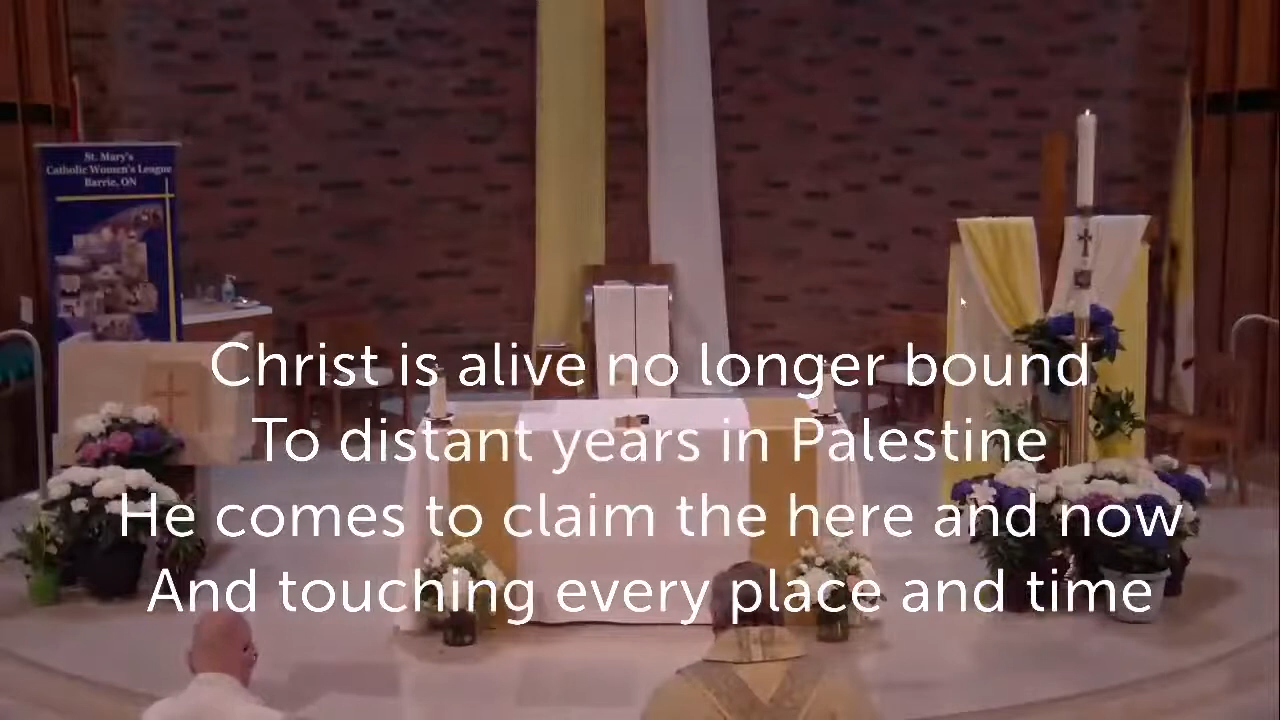 St. Mary's
Catholic Women's League
Barrie, ON
Christ is alive no longer bound
To distant years in Palestine
He comes to claim the here and now
And touching every place and time